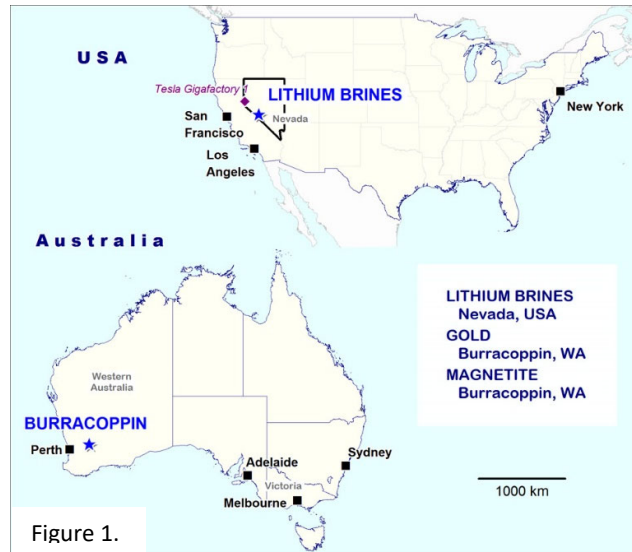 USA
Tesla Gigafactory 1
LITHIUM BRINES
Nevada
San
Francisco
Los
Angeles
New York
Australia
LITHIUM BRINES
Nevada, USA
GOLD
Burracoppin, WA
MAGNETITE
Burracoppin, WA
Western
Australia
BURRACOPPIN
Perth
Adelaide
Sydney
Victoria
Melbourne
1000 km
Figure 1.